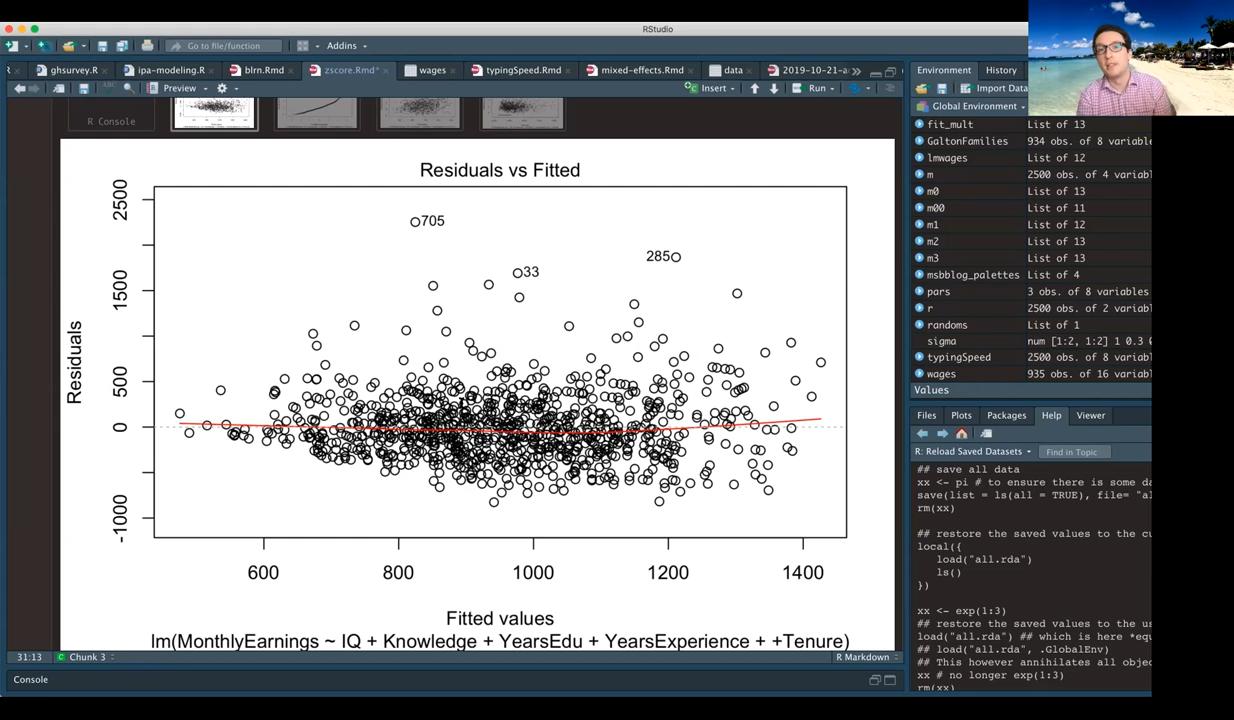 RStudio
Go to file/function
Addins
R
ghsurvey.R
ipa-modeling.R
blrn.Rmd
zscore.Rmd*
wages
typingSpeed.Rmd
mixed-effects.Rmd
data
2019-10-21-a
Preview
Insert
Run
R Console
Residuals vs Fitted
2500
1500
500
0
-1000
Residuals
705
33
285
600
800
1000
1200
1400
Fitted values
lm(MonthlyEarnings ~ IQ + Knowledge + YearsEdu + YearsExperience + +Tenure)
31:13
Chunk 3
R Markdown
Console
Environment
History
Import Data
Global Environment
fit_mult List of 13
GaltonFamilies 934 obs. of 8 variable
lmwages List of 12
m 2500 obs. of 4 variabl
m0 List of 13
m00 List of 11
m1 List of 12
m2 List of 13
m3 List of 13
msbblog_palettes List of 4
pars 3 obs. of 8 variables
r 2500 obs. of 2 variabl
randoms List of 1
sigma num [1:2, 1:2] 1 0.3 0
typingSpeed 2500 obs. of 8 variabl
wages 935 obs. of 16 variabl
Values
Files
Plots
Packages
Help
Viewer
R: Reload Saved Datasets
Find in Topic
## save all data
xx <- pi # to ensure there is some da
save(list = ls(all = TRUE), file= "al
rm(xx)
## restore the saved values to the cu
local({
load("all.rda")
ls()
})
xx <- exp(1:3)
## restore the saved values to the use
load("all.rda") ## which is here *equ
## load("all.rda", .GlobalEnv)
## This however annihilates all objec
xx # no longer exp(1:3)
rm(xx)